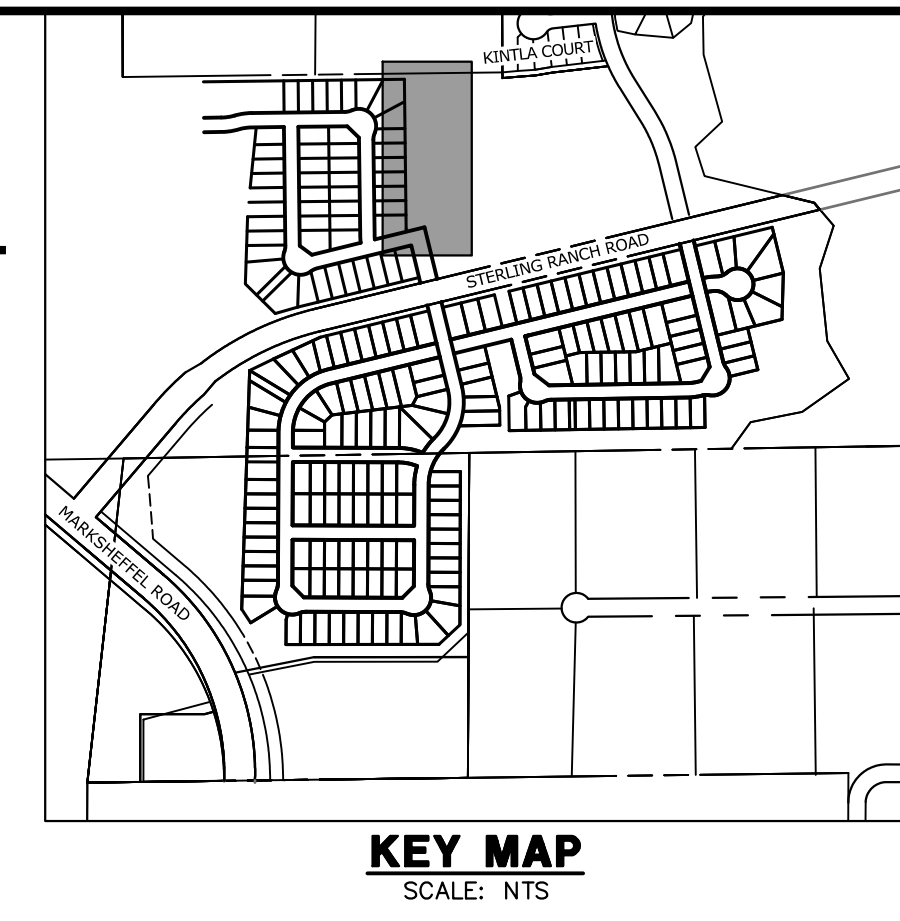 KINTLA COURT
STERLING RANCH ROAD
MARKSHEFFEL ROAD
KEY MAP
SCALE: NTS